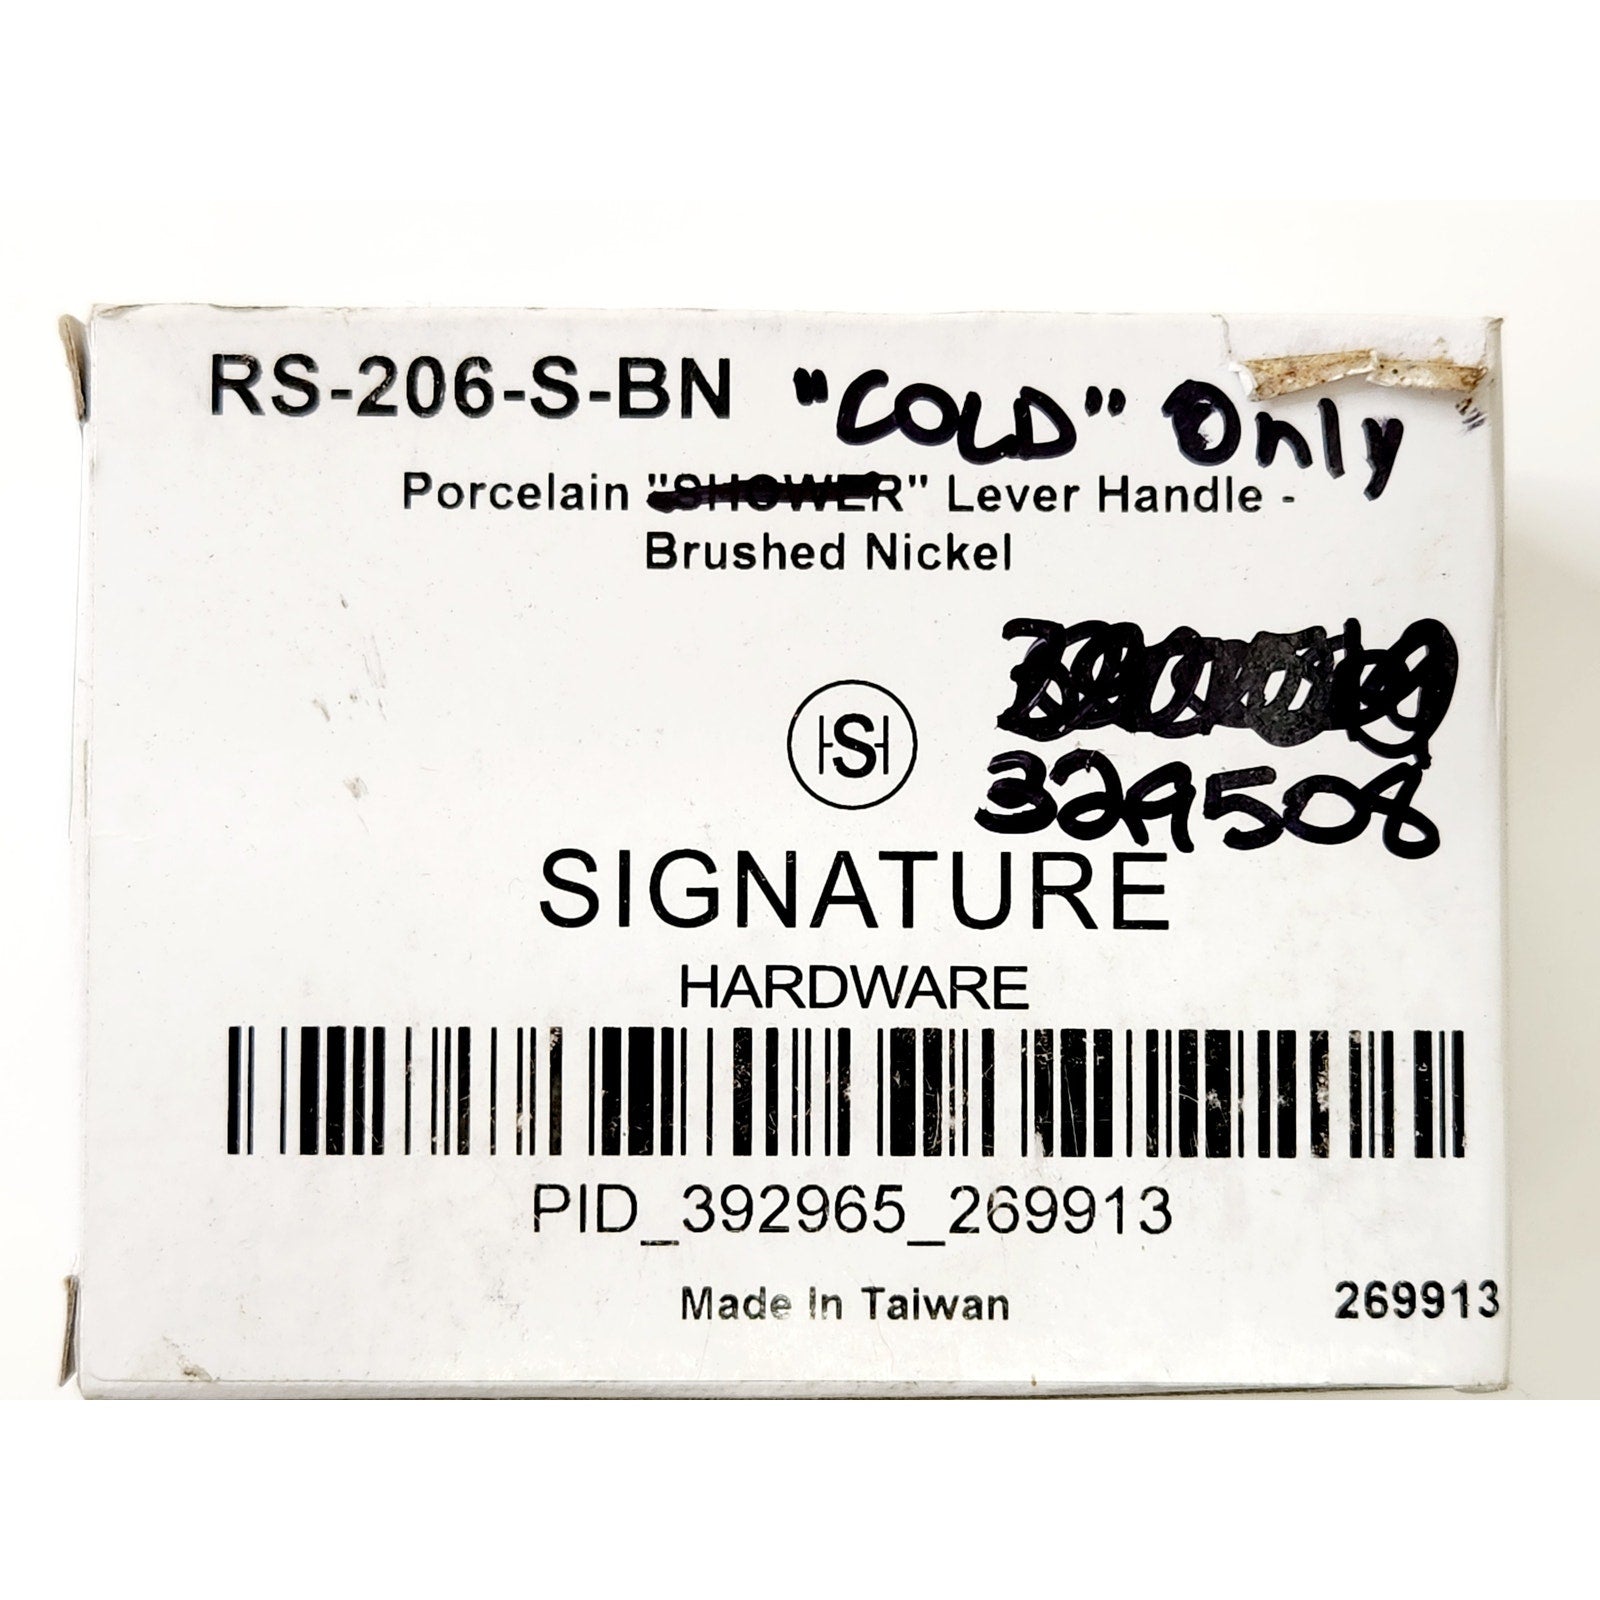 RS-206-S-BN "COLD" Only
Porcelain "SHOWER" Lever Handle -
Brushed Nickel
HSH
329508
SIGNATURE
HARDWARE
PID_392965_269913
Made In Taiwan
269913